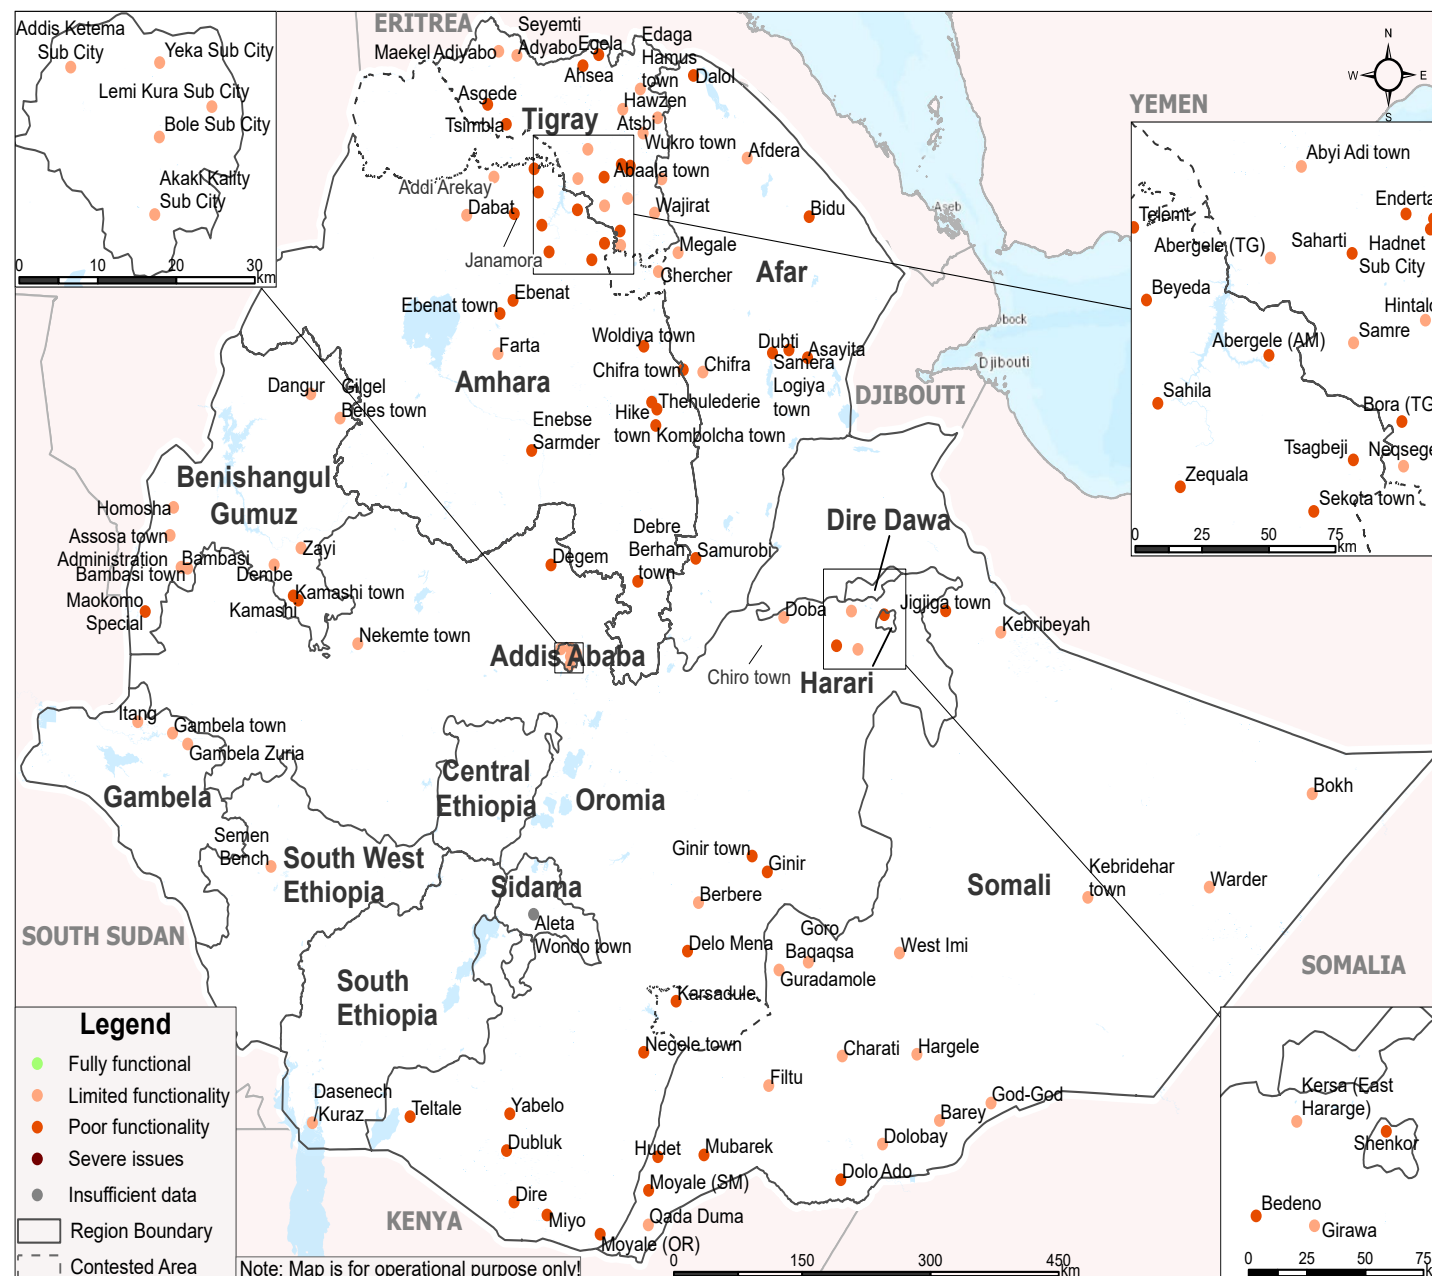 Addis Ketema
Sub City
Yeka Sub City
Lemi Kura Sub City
Bole Sub City
Akaki Kality
Sub City
0 10 20 30
km
ERITREA
Maekel Adiyabo
Seyemti
Adyabo
Egela
Ahsea
Edaga
Hamus
town
Dalol
Asgede
Tsimbla
Tigray
Hawzen
Atsbi
Wukro town
Abaala town
Afdera
Addi Arekay
Dabat
Janamora
Wajirat
Bidu
Megale
Chercher
Afar
Ebenat
Ebenat town
Farta
Amhara
Woldiya town
Chifra town
Chifra
Dubti
Asayita
Samera
Logiya
town
Thehulederie
Hike
town
Kombolcha town
Enebse
Sarmder
Aseb
Obock
Djibouti
DJIBOUTI
YEMEN
N
W
E
S
Abyi Adi town
Enderta
Telemt
Abergele (TG)
Saharti
Hadnet
Sub City
Beyeda
Hintalo
Samre
Abergele (AM)
Sahila
Bora (TG
Tsagbeji
Neqsege
Zequala
Sekota town
0 25 50 75
km
Dangur
Gilgel
Beles town
Benishangul
Gumuz
Homosha
Assosa town
Administration
Bambasi
Bambasi town
Zayi
Dembe
Maokomo
Special
Kamashi town
Kamashi
Nekemte town
Degem
Debre
Berhan
town
Samurobi
Dire Dawa
Addis Ababa
Doba
Jigjiga town
Kebribeyah
Chiro town
Harari
Itang
Gambela town
Gambela Zuria
Gambela
Central
Ethiopia
Oromia
Semen
Bench
South West
Ethiopia
Sidama
Aleta
Wondo town
Ginir town
Ginir
Berbere
Delo Mena
Goro
Baqaqsa
Guradamole
West Imi
Somali
Kebridehar
town
Warder
Bokh
SOUTH SUDAN
South
Ethiopia
Karsadule
Negele town
Charati
Hargele
Filtu
God-God
Barey
Dolobay
Dolo Ado
SOMALIA
Dasenech
/Kuraz
Teltale
Yabelo
Dubluk
Dire
Miyo
Hudet
Mubarek
Moyale (SM)
Qada Duma
Moyale (OR)
KENYA
Kersa (East
Hararge)
Shenkor
Bedeno
Girawa
0 25 50 75
km
Legend
Fully functional
Limited functionality
Poor functionality
Severe issues
Insufficient data
Region Boundary
Contested Area
Note: Map is for operational purpose only!
0 150 300 450
km